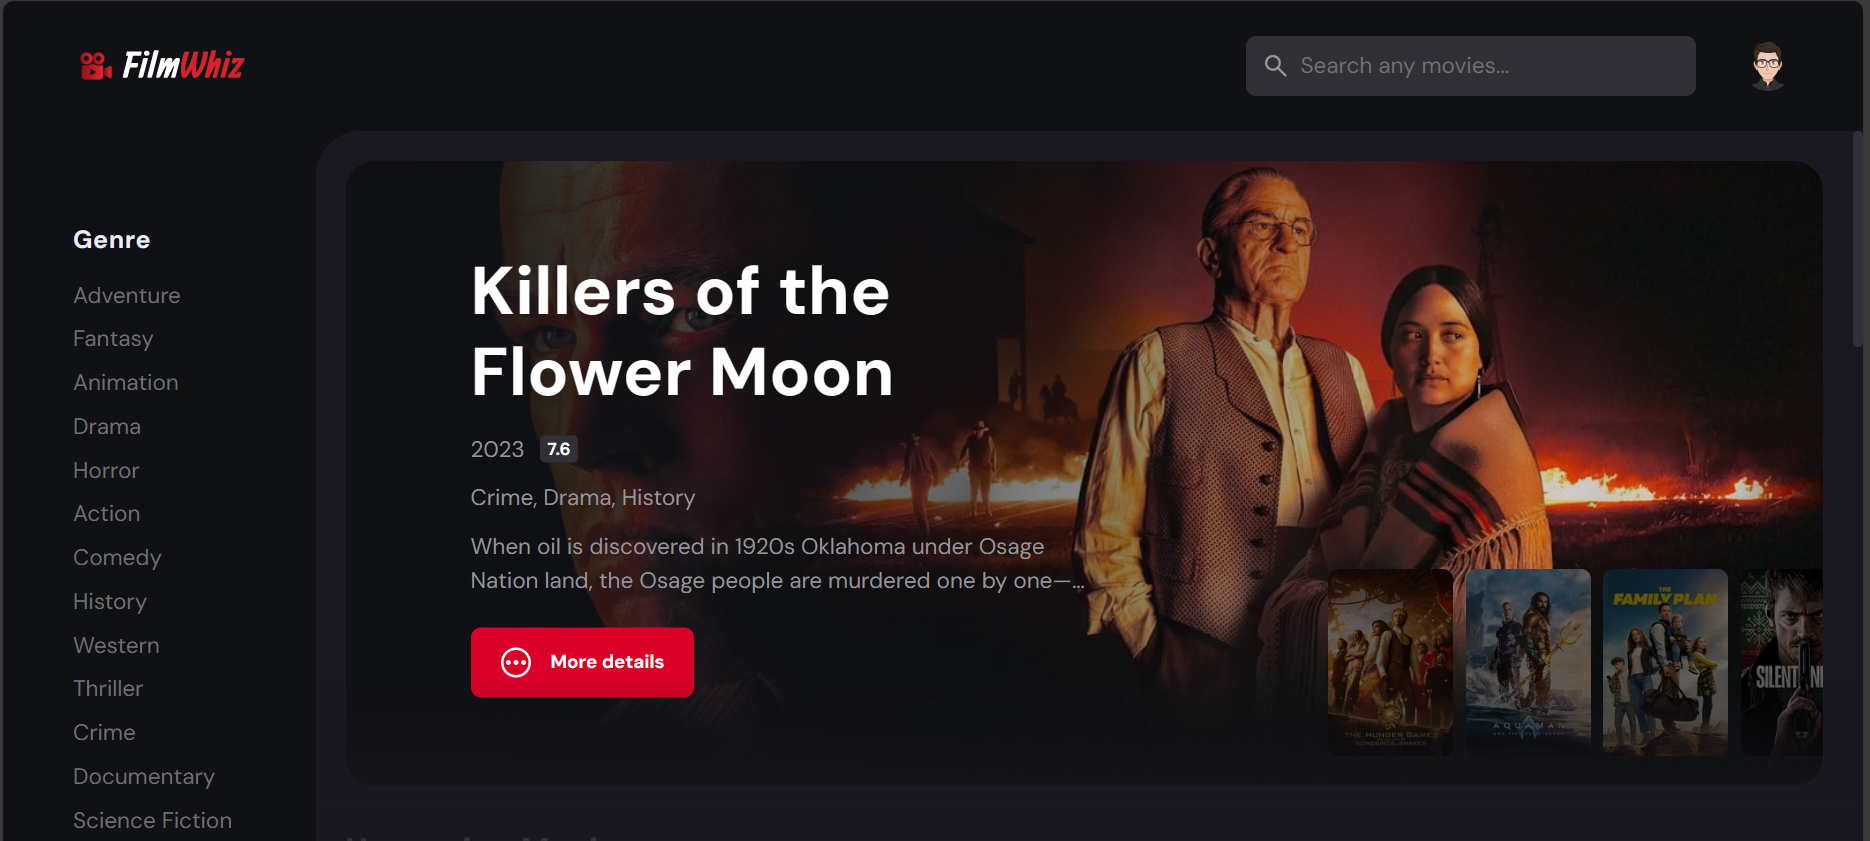 FilmWhiz
Search any movies...
Genre
Adventure
Fantasy
Animation
Drama
Horror
Action
Comedy
History
Western
Thriller
Crime
Documentary
Science Fiction
Killers of the
Flower Moon
2023 7.6
Crime, Drama, History
When oil is discovered in 1920s Oklahoma under Osage
Nation land, the Osage people are murdered one by one—...
More details
THE HUNGER GAMES
SONGBIRDS & SNAKES
AQUAMAN
THE
FAMILY PLAN
SILENT NI